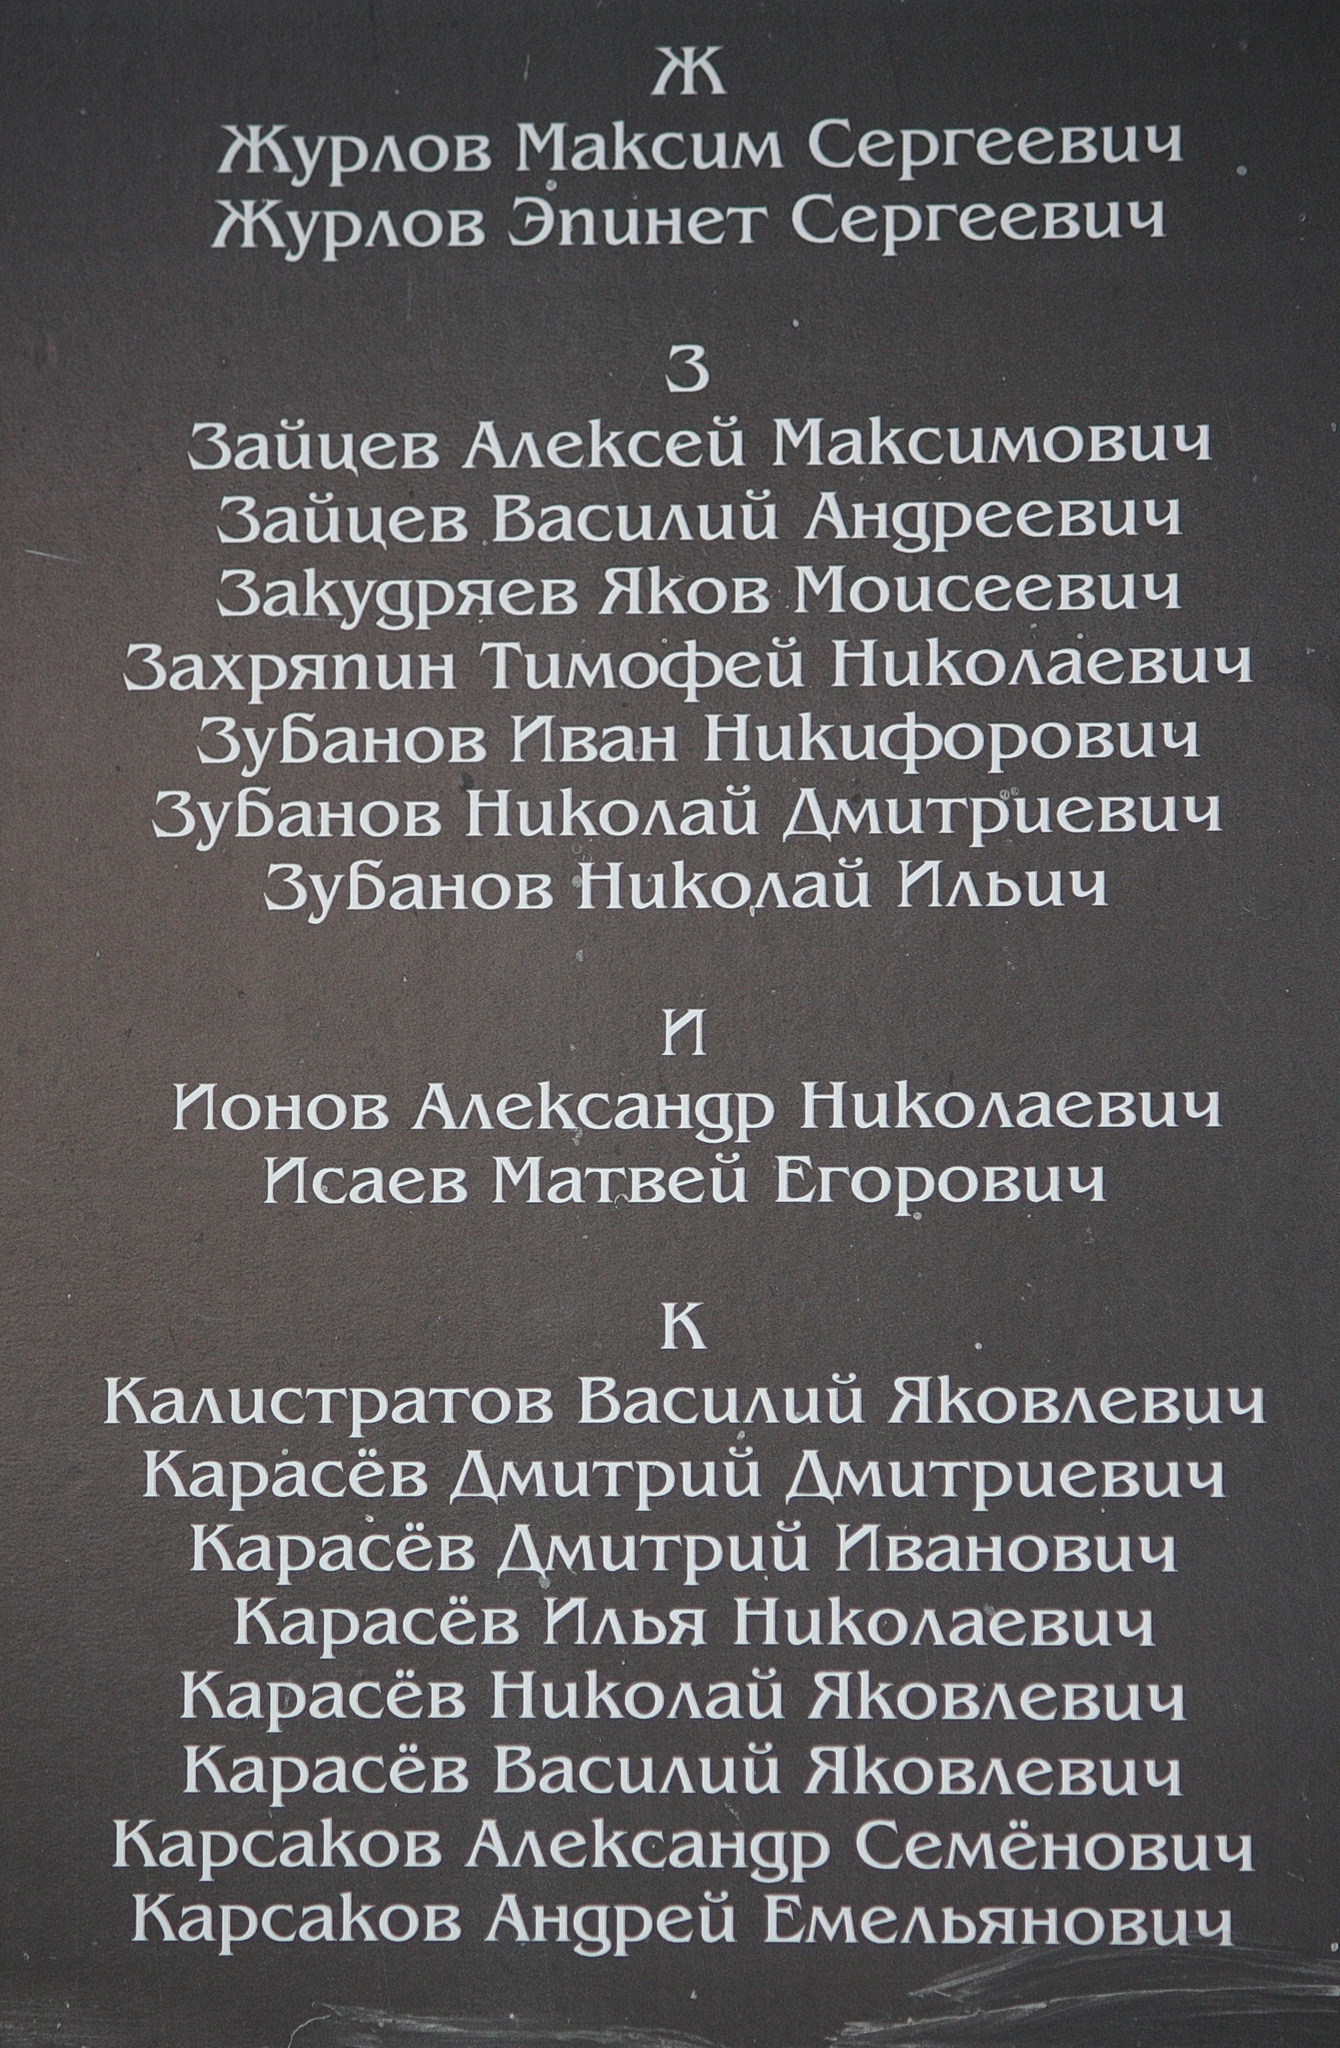 Ж
Журлов Максим Сергеевич
Журлов Эпинет Сергеевич
З
Зайцев Алексей Максимович
Зайцев Василий Андреевич
Закудряев Яков Моисеевич
Захряпин Тимофей Николаевич
Зубанов Иван Никифорович
Зубанов Николай Дмитриевич
Зубанов Николай Ильич
И
Ионов Александр Николаевич
Исаев Матвей Егорович
К
Калистратов Василий Яковлевич
Карасёв Дмитрий Дмитриевич
Карасёв Дмитрий Иванович
Карасёв Илья Николаевич
Карасёв Николай Яковлевич
Карасёв Василий Яковлевич
Карсаков Александр Семёнович
Карсаков Андрей Емельянович